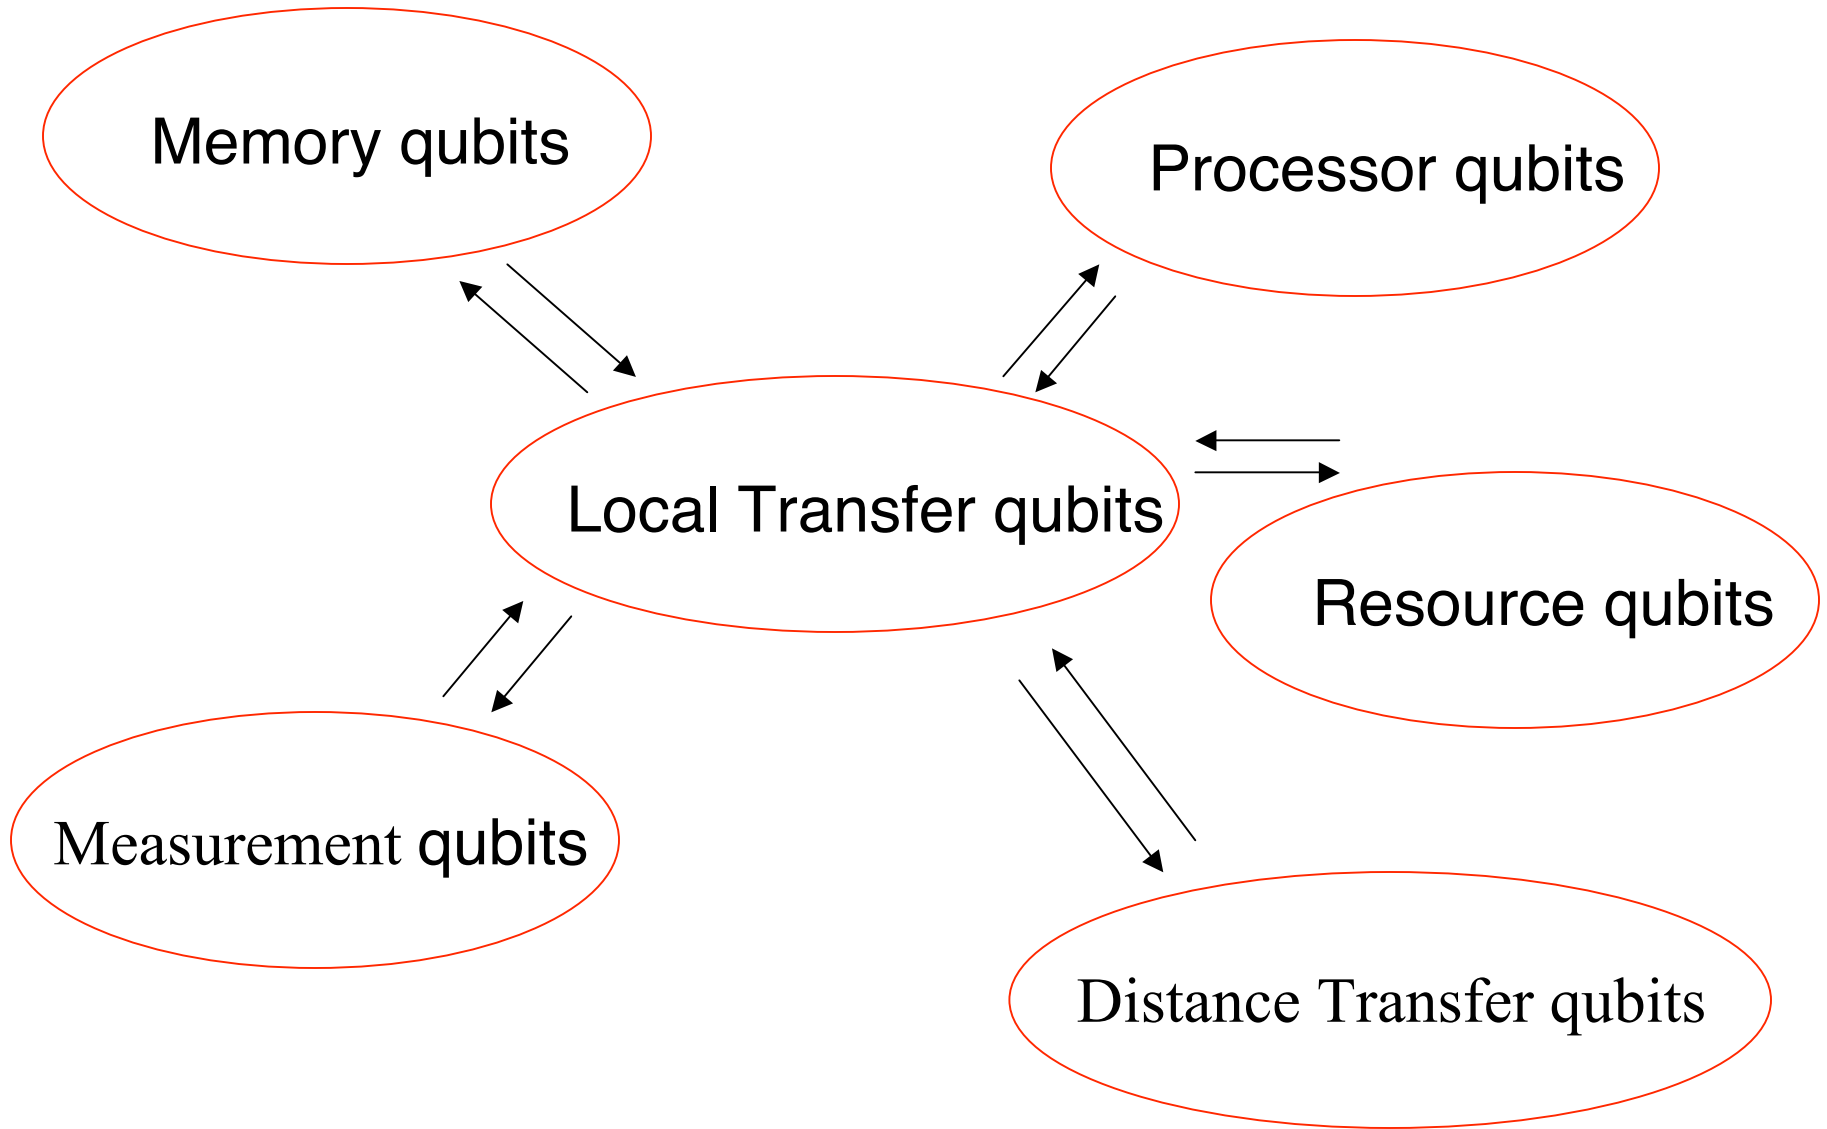 Memory qubits
Processor qubits
Local Transfer qubits
Resource qubits
Measurement qubits
Distance Transfer qubits